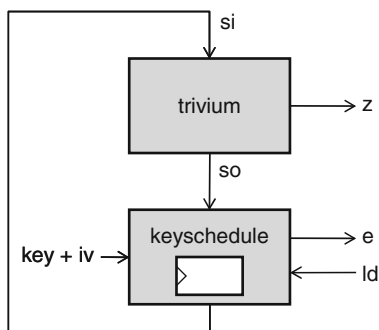 si
trivium
z
so
keyschedule
e
key + iv
ld